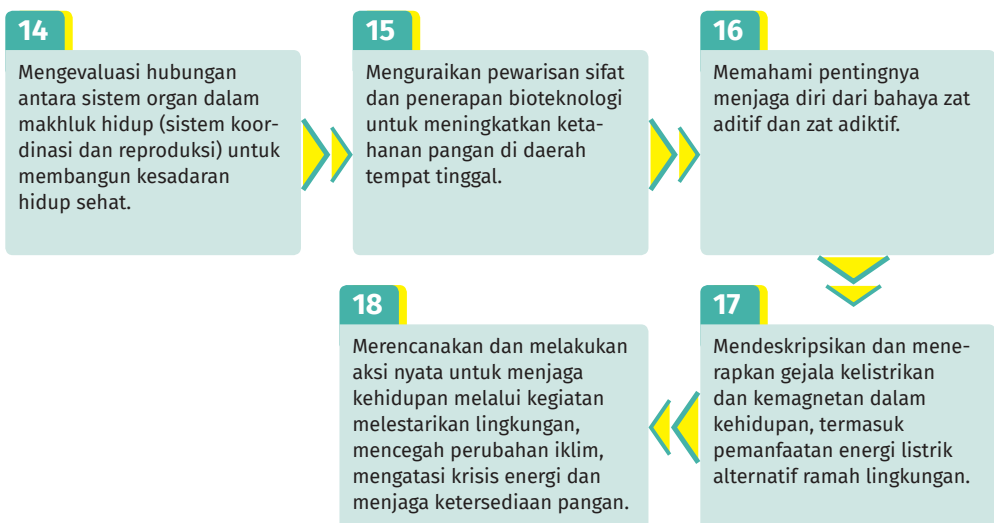 14
Mengevaluasi hubungan
antara sistem organ dalam
makhluk hidup (sistem koor-
dinasi dan reproduksi) untuk
membangun kesadaran
hidup sehat.
15
Menguraikan pewarisan sifat
dan penerapan bioteknologi
untuk meningkatkan keta-
hanan pangan di daerah
tempat tinggal.
16
Memahami pentingnya
menjaga diri dari bahaya zat
aditif dan zat adiktif.
17
Mendeskripsikan dan mene-
rapkan gejala kelistrikan
dan kemagnetan dalam
kehidupan, termasuk
pemanfaatan energi listrik
alternatif ramah lingkungan.
18
Merencanakan dan melakukan
aksi nyata untuk menjaga
kehidupan melalui kegiatan
melestarikan lingkungan,
mencegah perubahan iklim,
mengatasi krisis energi dan
menjaga ketersediaan pangan.